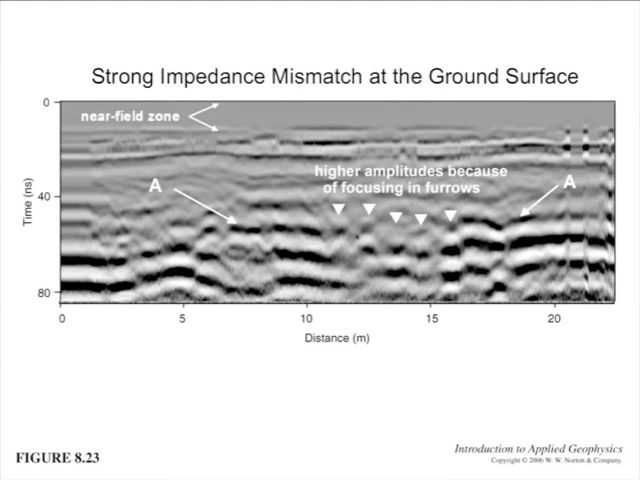 Strong Impedance Mismatch at the Ground Surface
0
near-field zone
higher amplitudes because
of focusing in furrows
A
A
40
Time (ns)
80
0
5
10
15
20
Distance (m)
FIGURE 8.23
Introduction to Applied Geophysics
Copyright © 2006 W. W. Norton & Company